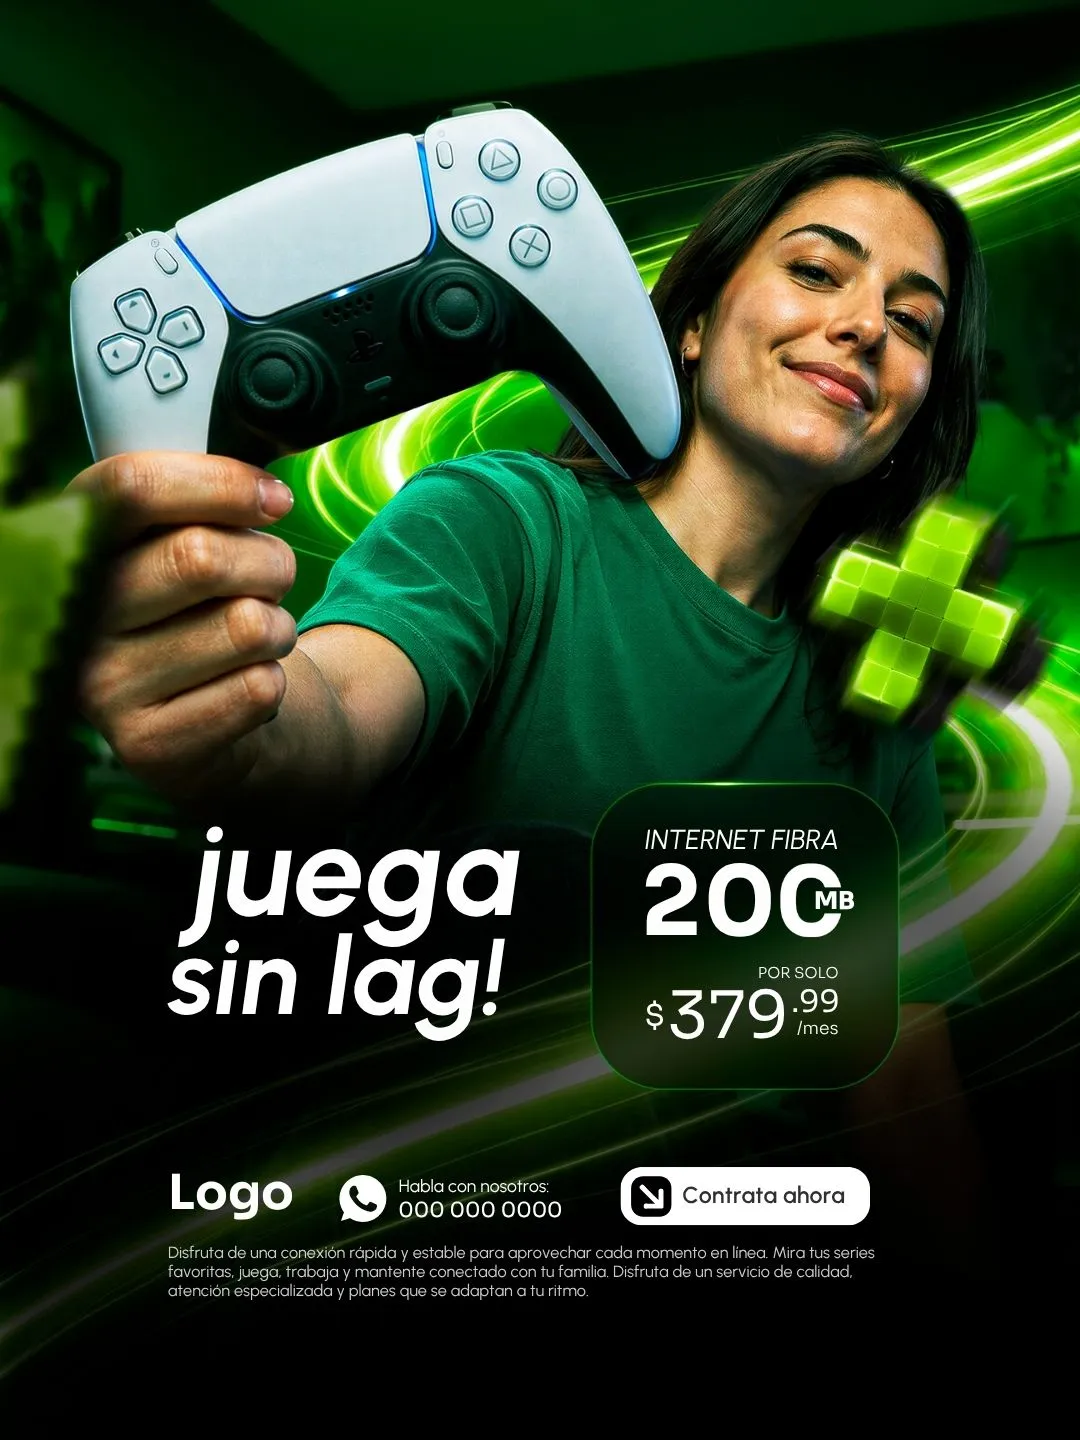 juega
sin lag!
INTERNET FIBRA
200 MB
POR SOLO
$379.99
/mes
Logo
Habla con nosotros:
000 000 0000
Contrata ahora
Disfruta de una conexión rápida y estable para aprovechar cada momento en línea. Mira tus series
favoritas, juega, trabaja y mantente conectado con tu familia. Disfruta de un servicio de calidad,
atención especializada y planes que se adaptan a tu ritmo.